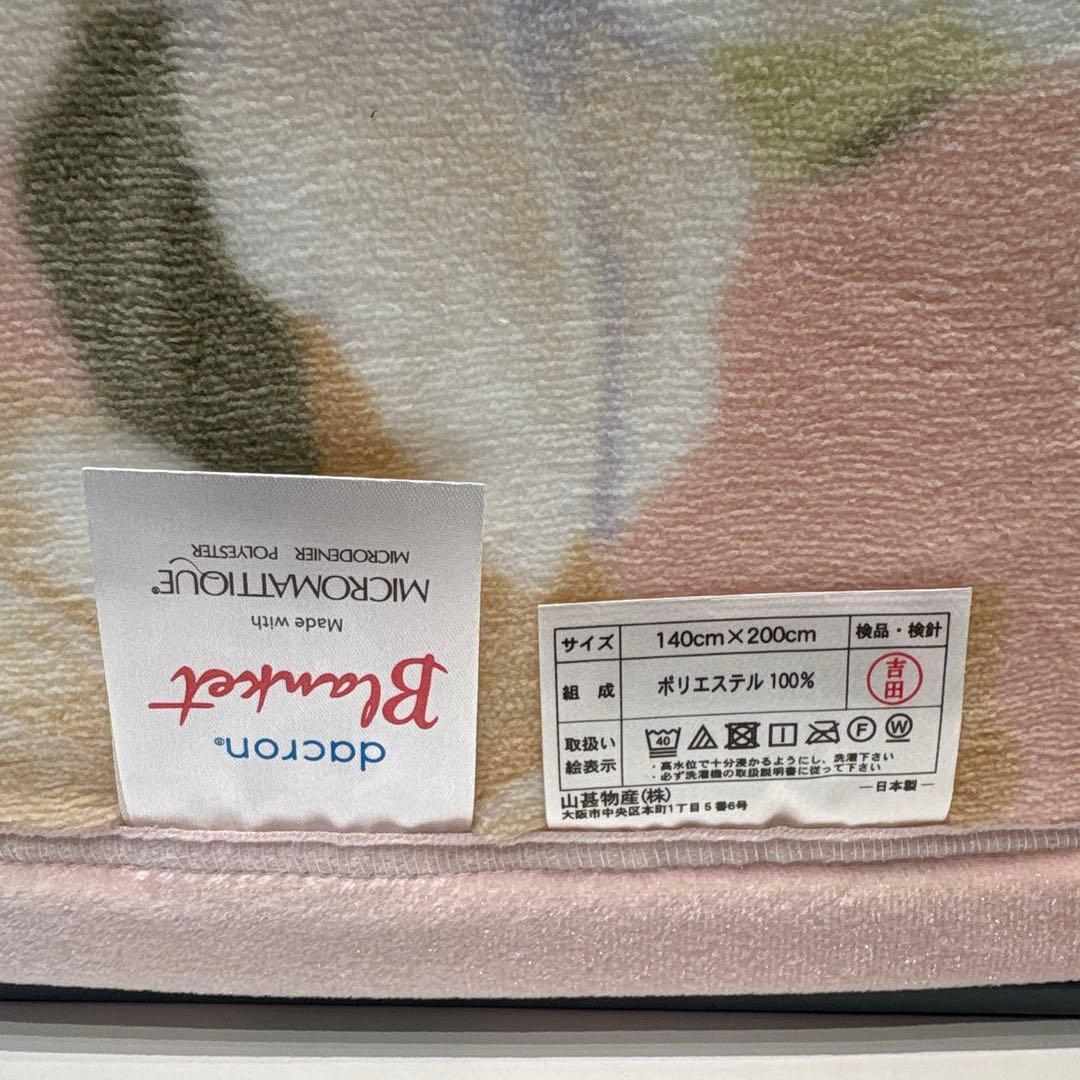 dacron®
Blanket
Made with
MICROMATTIQUE®
MICRODENIER POLYESTER
サイズ 140cm×200cm 検品・検針
組成 ポリエステル100% 吉田
取扱い
絵表示
40 F W
・高水位で十分浸かるようにし、洗濯下さい
・必ず洗濯機の取扱説明書に従って下さい
山甚物産(株) ―日本製―
大阪市中央区本町1丁目5番6号